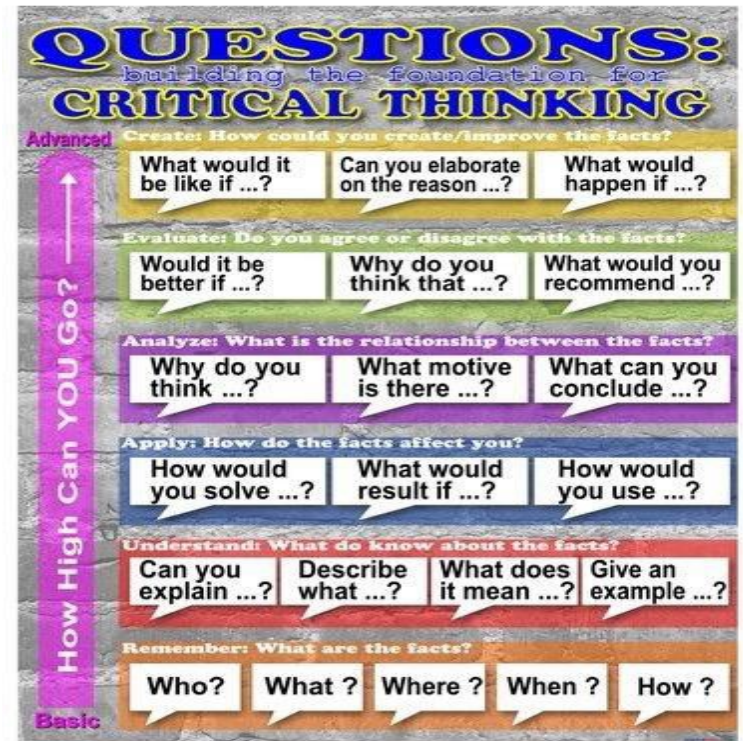 QUESTIONS:
building the foundation for
CRITICAL THINKING
Advanced
Create: How could you create/improve the facts?
What would it
be like if ...?
Can you elaborate
on the reason ...?
What would
happen if ...?
Evaluate: Do you agree or disagree with the facts?
Would it be
better if ...?
Why do you
think that ...?
What would you
recommend ...?
Analyze: What is the relationship between the facts?
Why do you
think ...?
What motive
is there ...?
What can you
conclude ...?
Apply: How do the facts affect you?
How would
you solve ...?
What would
result if ...?
How would
you use ...?
Understand: What do know about the facts?
Can you
explain ...?
Describe
what ...?
What does
it mean ...?
Give an
example ...?
Remember: What are the facts?
Who?
What ?
Where ?
When ?
How ?
Basic
How High Can YOU Go?